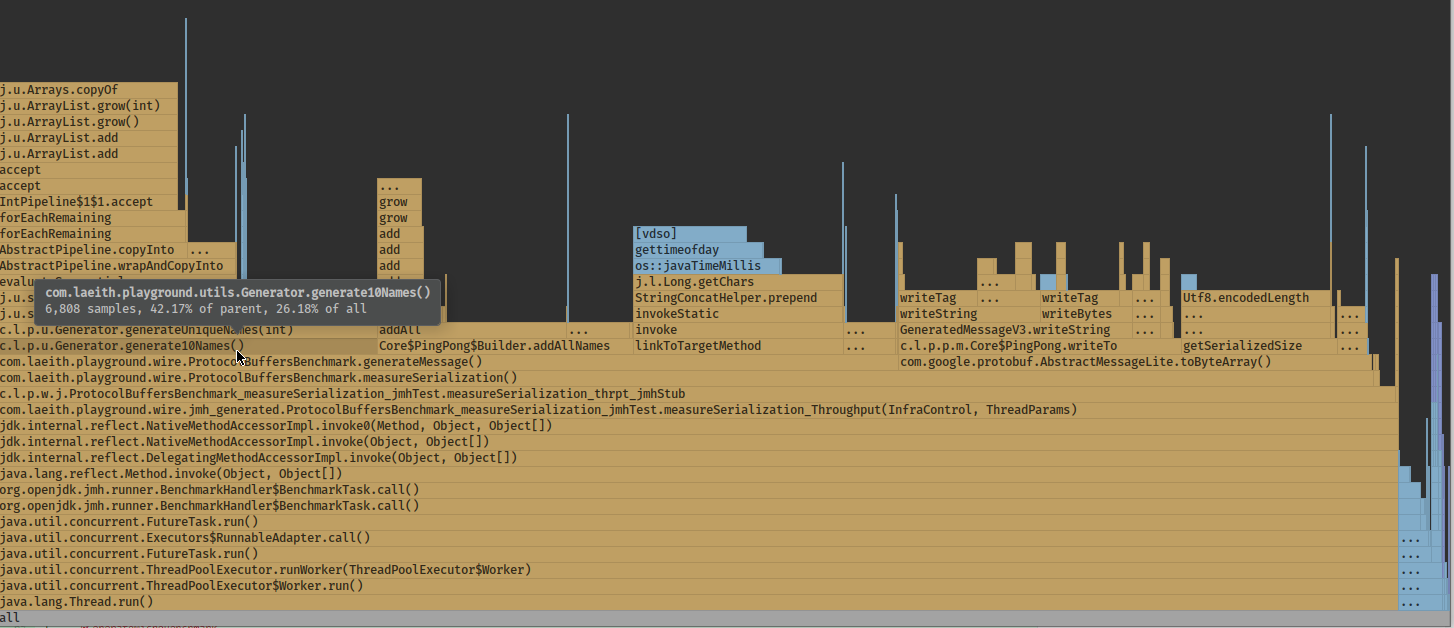 j.u.Arrays.copyOf
j.u.ArrayList.grow(int)
j.u.ArrayList.grow()
j.u.ArrayList.add
j.u.ArrayList.add
accept
accept ...
IntPipeline$1$1.accept grow
forEachRemaining grow
forEachRemaining add [vdso]
AbstractPipeline.copyInto ... add gettimeofday
AbstractPipeline.wrapAndCopyInto add os::javaTimeMillis
j.l.Long.getChars ...
com.laeith.playground.utils.Generator.generate10Names()
j.u.s StringConcatHelper.prepend writeTag ... writeTag ... Utf8.encodedLength
6,808 samples, 42.17% of parent, 26.18% of all
j.u.s invokeStatic writeString writeBytes ... ... ...
c.l.p.u.Generator.generateUniqueNames(int) addAll ... invoke ... GeneratedMessageV3.writeString ... ... ...
c.l.p.u.Generator.generate10Names() Core$PingPong$Builder.addAllNames linkToTargetMethod ... c.l.p.p.m.Core$PingPong.writeTo getSerializedSize ...
com.laeith.playground.wire.ProtocolBuffersBenchmark.generateMessage() com.google.protobuf.AbstractMessageLite.toByteArray()
com.laeith.playground.wire.ProtocolBuffersBenchmark.measureSerialization()
c.l.p.w.j.ProtocolBuffersBenchmark_measureSerialization_jmhTest.measureSerialization_thrpt_jmhStub
com.laeith.playground.wire.jmh_generated.ProtocolBuffersBenchmark_measureSerialization_jmhTest.measureSerialization_Throughput(InfraControl, ThreadParams)
jdk.internal.reflect.NativeMethodAccessorImpl.invoke0(Method, Object, Object[])
jdk.internal.reflect.NativeMethodAccessorImpl.invoke(Object, Object[])
jdk.internal.reflect.DelegatingMethodAccessorImpl.invoke(Object, Object[])
java.lang.reflect.Method.invoke(Object, Object[])
org.openjdk.jmh.runner.BenchmarkHandler$BenchmarkTask.call()
org.openjdk.jmh.runner.BenchmarkHandler$BenchmarkTask.call()
java.util.concurrent.FutureTask.run()
java.util.concurrent.Executors$RunnableAdapter.call() ...
java.util.concurrent.FutureTask.run() ...
java.util.concurrent.ThreadPoolExecutor.runWorker(ThreadPoolExecutor$Worker) ...
java.util.concurrent.ThreadPoolExecutor$Worker.run() ...
java.lang.Thread.run() ...
all